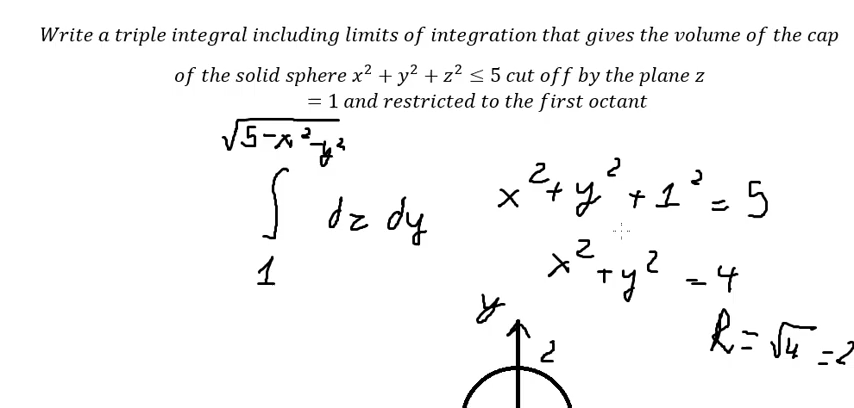 Write a triple integral including limits of integration that gives the volume of the cap
of the solid sphere x² + y² + z² ≤ 5 cut off by the plane z
= 1 and restricted to the first octant
√5-x²-y²
∫ dz dy
1
x² + y² + 1² = 5
x² + y² = 4
R = √4 = 2
y
2